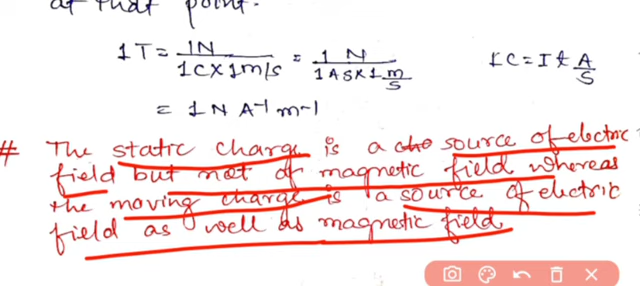 at that point.
1T = 1N / 1C×1m/s = 1 N / 1 A S × 1 m/s    1C = I t A/s
= 1 N A⁻¹ m⁻¹
# The static charge is a source of electric
field but not of magnetic field whereas
the moving charge is a source of electric
field as well as magnetic field